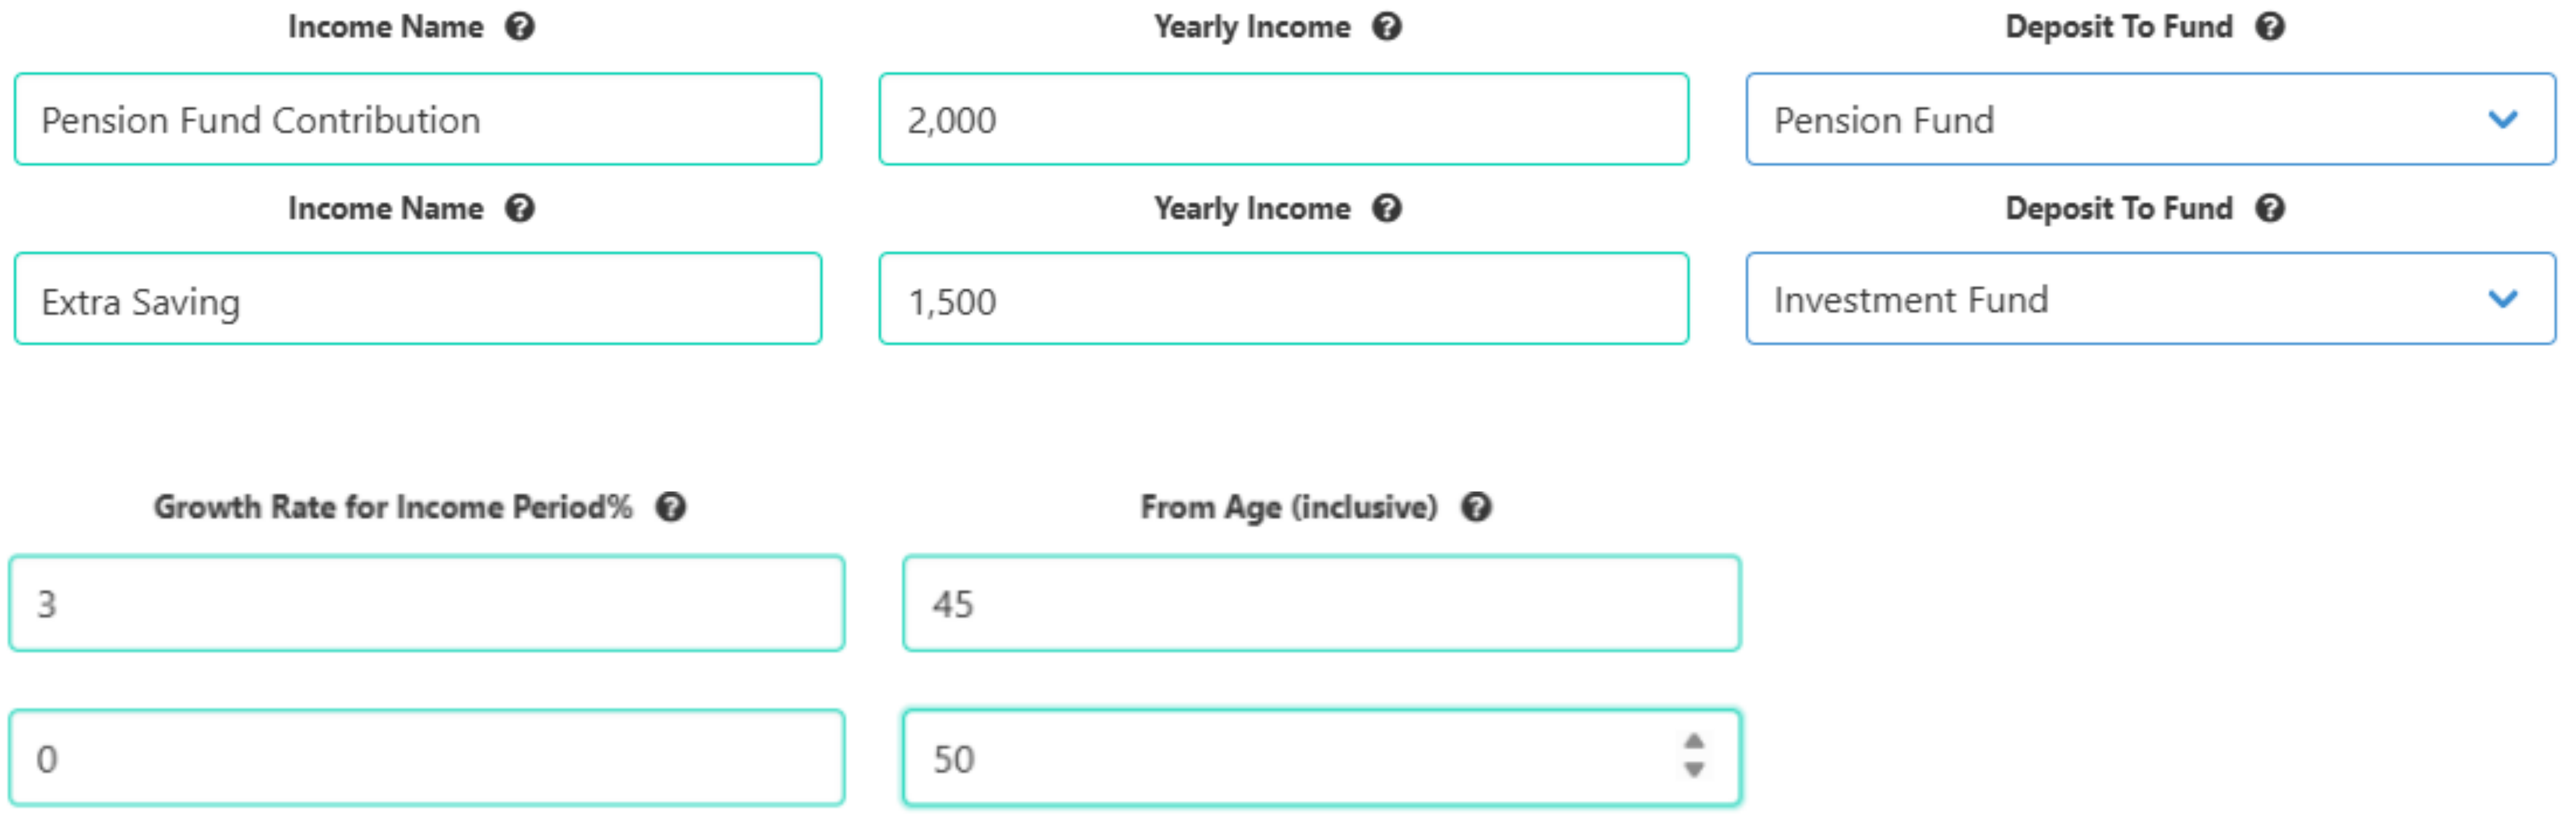 Income Name Yearly Income Deposit To Fund
Pension Fund Contribution 2,000 Pension Fund
Income Name Yearly Income Deposit To Fund
Extra Saving 1,500 Investment Fund
Growth Rate for Income Period% From Age (inclusive)
3 45
0 50